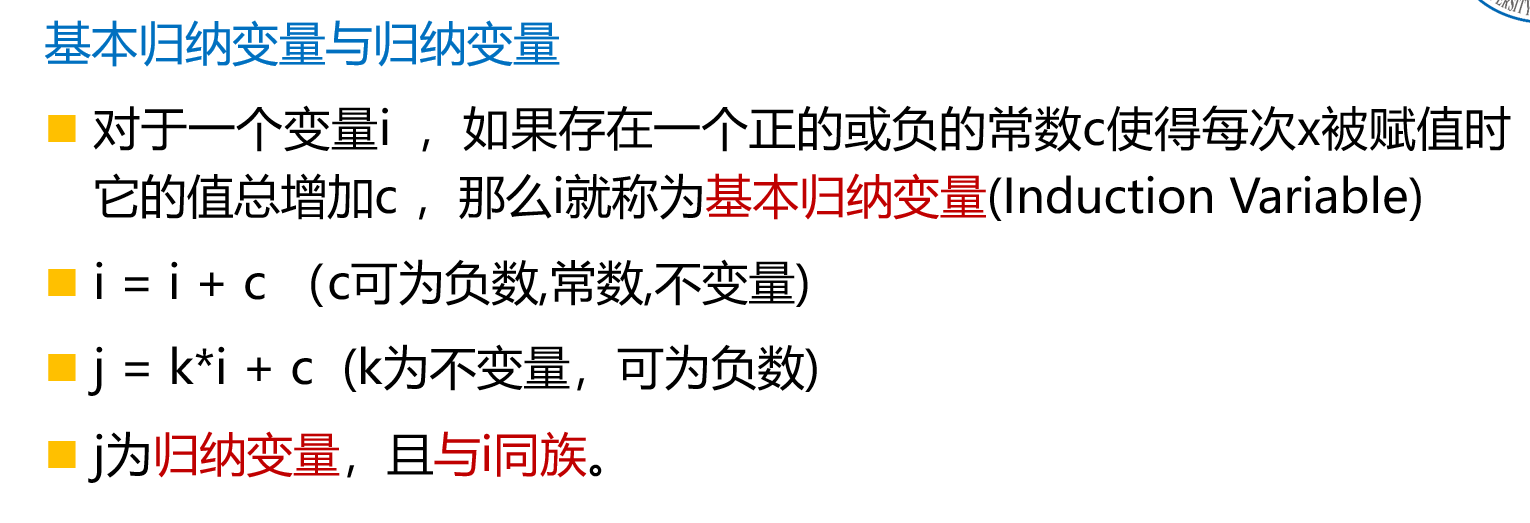 基本归纳变量与归纳变量
对于一个变量i ，如果存在一个正的或负的常数c使得每次x被赋值时
它的值总增加c ，那么i就称为基本归纳变量(Induction Variable)
i = i + c （c可为负数,常数,不变量)
j = k*i + c (k为不变量，可为负数)
j为归纳变量，且与i同族。